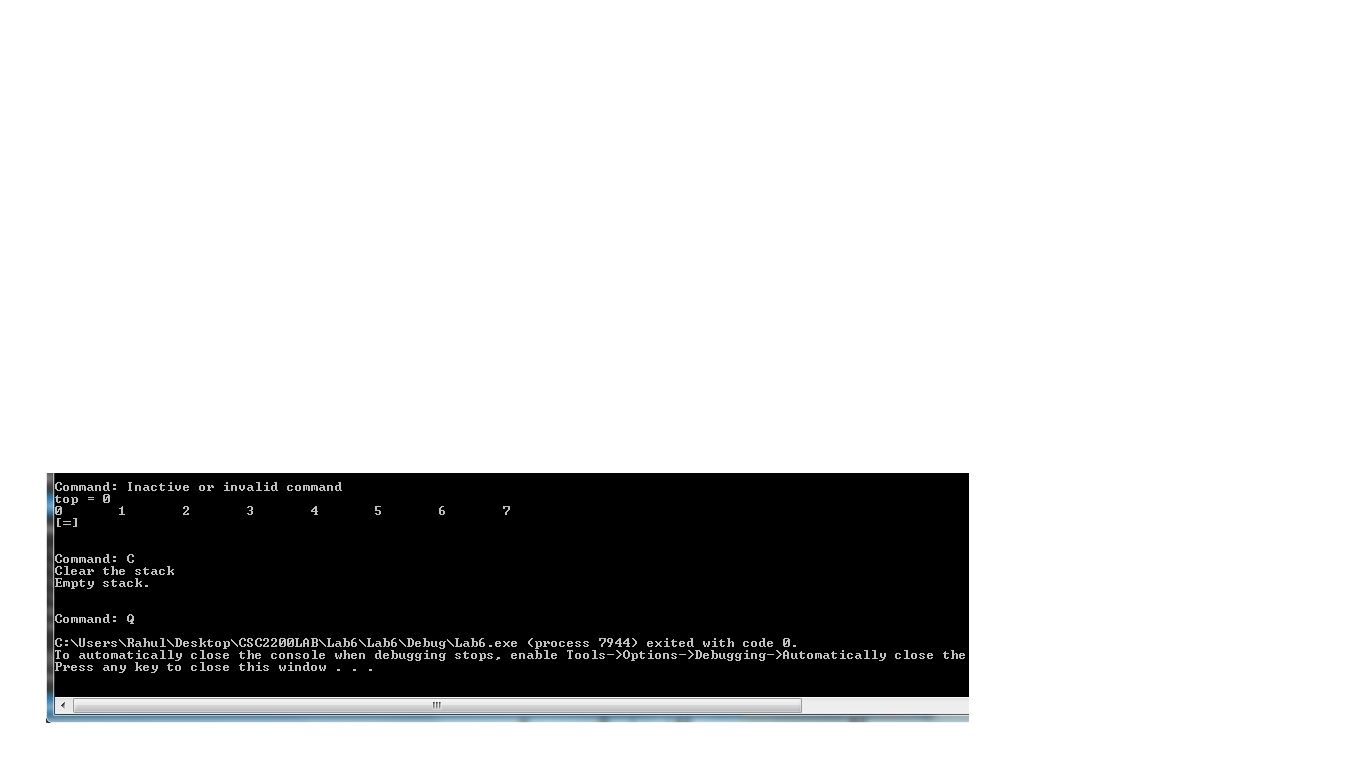 Command: Inactive or invalid command
top = 0
0 1 2 3 4 5 6 7
[=]
Command: C
Clear the stack
Empty stack.
Command: Q
C:\Users\Rahul\Desktop\CSC2200LAB\Lab6\Lab6\Debug\Lab6.exe (process 7944) exited with code 0.
To automatically close the console when debugging stops, enable Tools->Options->Debugging->Automatically close the
Press any key to close this window . . .